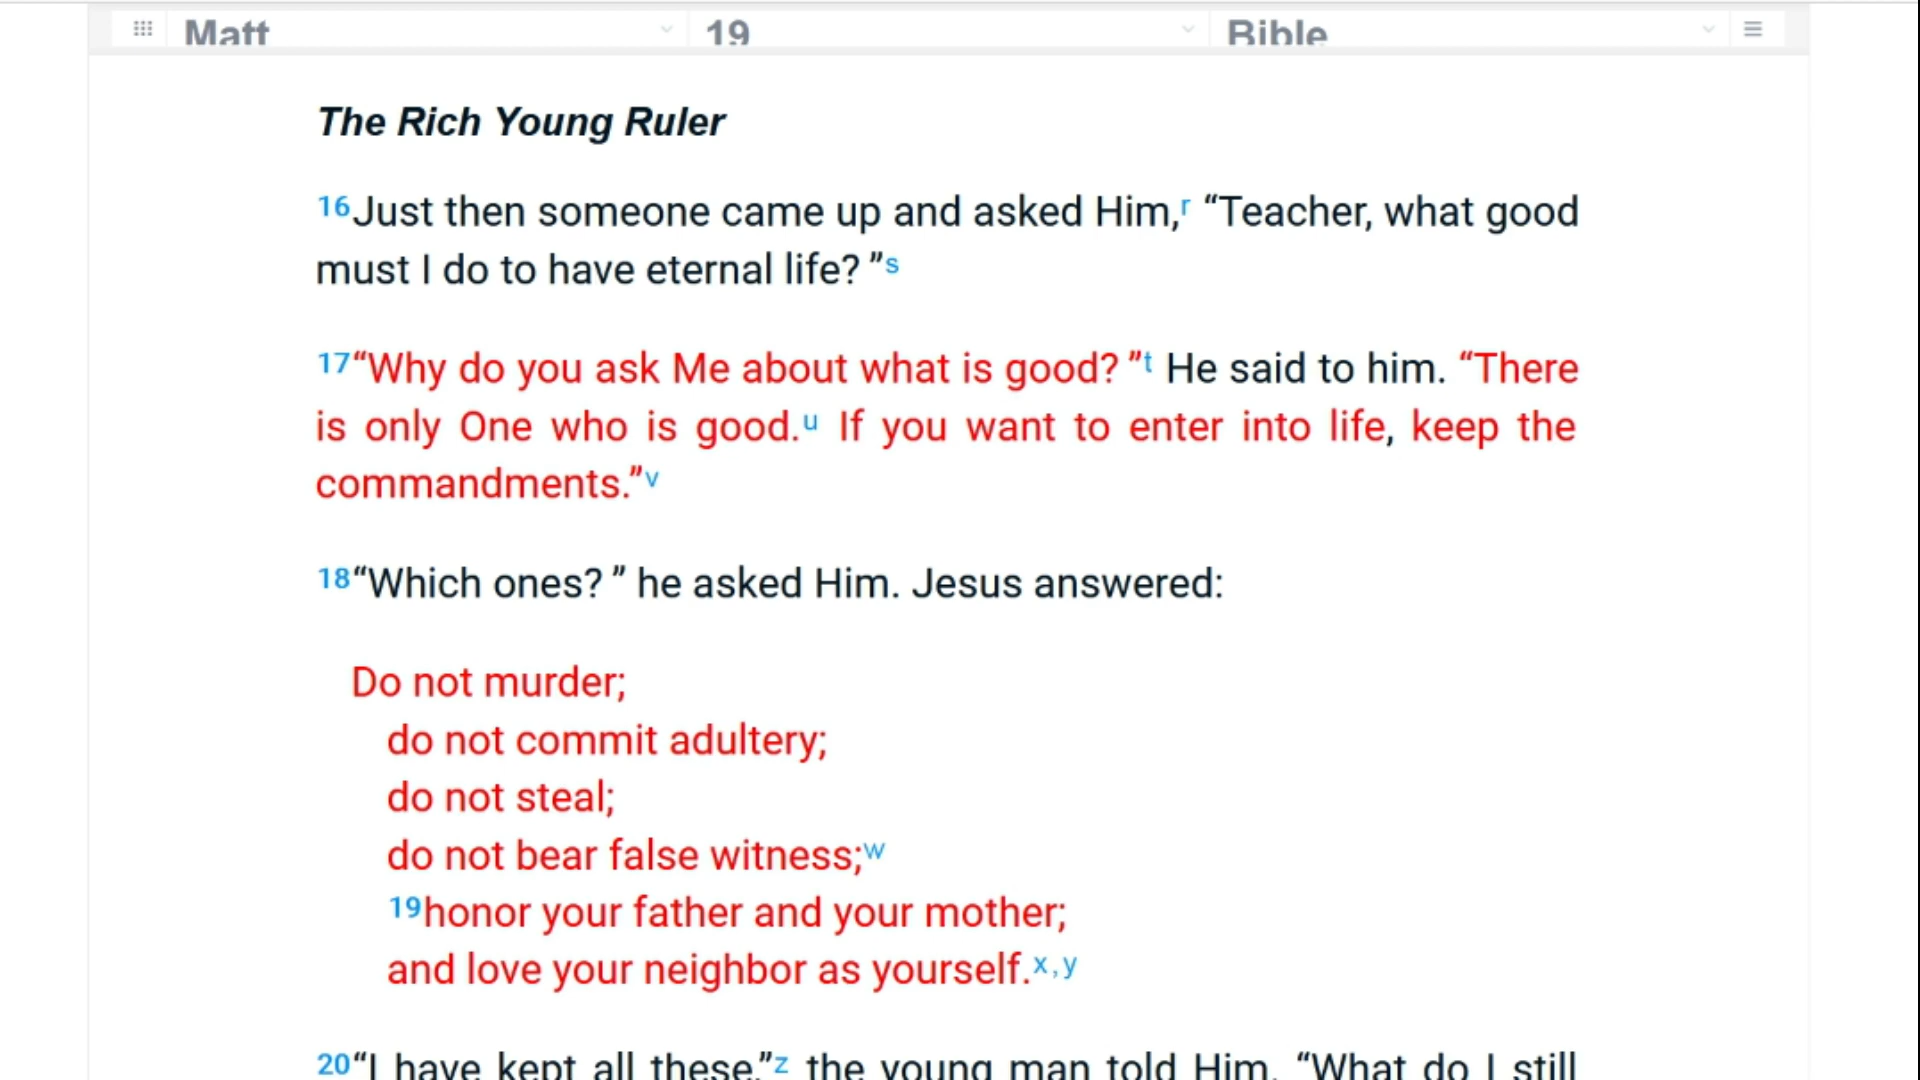 Matt 19 Bible
The Rich Young Ruler
16Just then someone came up and asked Him,r “Teacher, what good
must I do to have eternal life? ”s
17“Why do you ask Me about what is good? ”t He said to him. “There
is only One who is good.u If you want to enter into life, keep the
commandments.”v
18“Which ones? ” he asked Him. Jesus answered:
Do not murder;
do not commit adultery;
do not steal;
do not bear false witness;w
19honor your father and your mother;
and love your neighbor as yourself.x,y
20“I have kept all these,”z the young man told Him. “What do I still